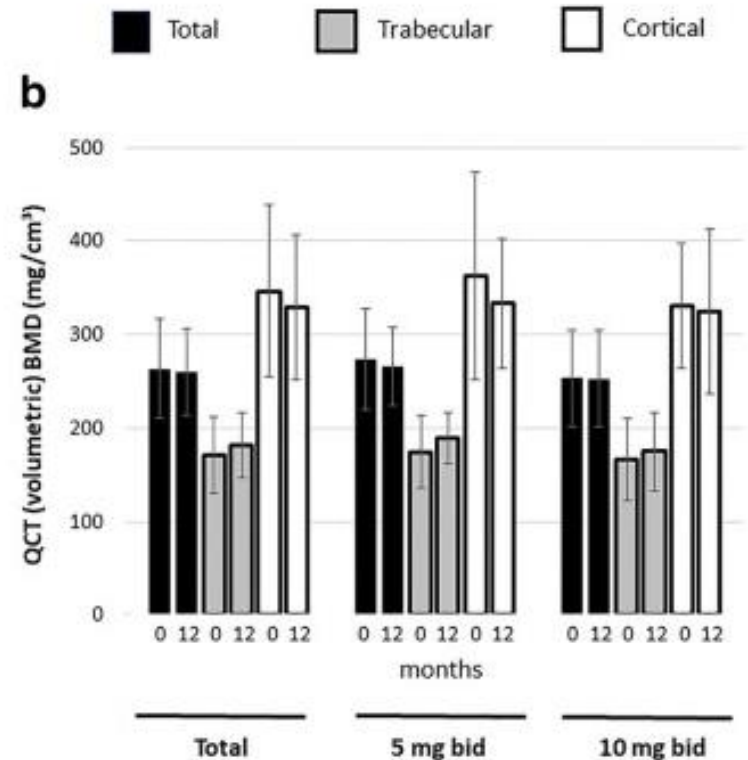 Total Trabecular Cortical
b
QCT (volumetric) BMD (mg/cm³)
500
400
300
200
100
0
0 12 0 12 0 12 0 12 0 12 0 12 0 12 0 12 0 12
months
Total 5 mg bid 10 mg bid